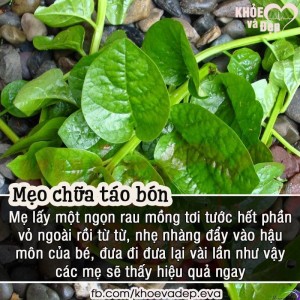 KHỎE
và
Đẹp
Mẹo chữa táo bón
Mẹ lấy một ngọn rau mồng tơi tước hết phần
vỏ ngoài rồi từ từ, nhẹ nhàng đẩy vào hậu
môn của bé, đưa đi đưa lại vài lần như vậy
các mẹ sẽ thấy hiệu quả ngay
fb.com/khoevadep.eva